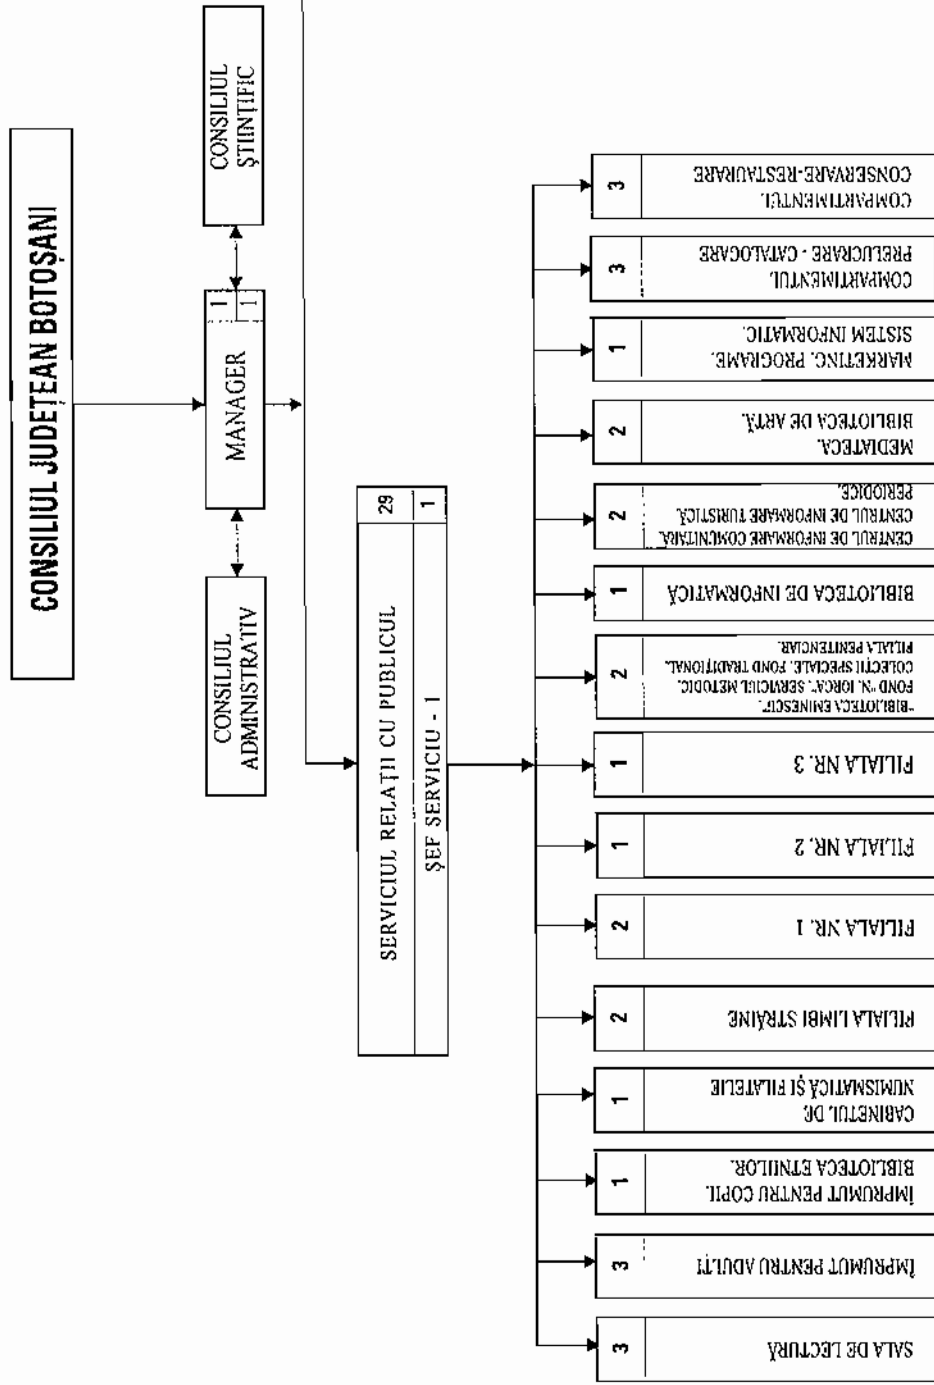 CONSILIUL JUDEȚEAN BOTOȘANI
CONSILIUL
ADMINISTRATIV
MANAGER
1
1
CONSILIUL
ȘTIINȚIFIC
SERVICIUL RELAȚII CU PUBLICUL
29
ȘEF SERVICIU - 1
1
3
SALA DE LECTURĂ
3
ÎMPRUMUT PENTRU ADULȚI
1
ÎMPRUMUT PENTRU COPII.
BIBLIOTECA ETNIILOR.
1
CABINETUL DE
NUMISMATICĂ ȘI FILATELIE
2
FILIALA LIMBI STRĂINE
2
FILIALA NR. 1
1
FILIALA NR. 2
1
FILIALA NR. 3
2
"BIBLIOTECA EMINESCU".
FOND "N. IORGA". SERVICIUL METODIC.
COLECȚII SPECIALE. FOND TRADIȚIONAL
FILIALA PENITENCIAR.
1
BIBLIOTECA DE INFORMATICĂ
2
CENTRUL DE INFORMARE COMUNITARĂ.
CENTRUL DE INFORMARE TURISTICĂ
PERIODICE.
2
MEDIATECA.
BIBLIOTECA DE ARTĂ.
1
MARKETING. PROGRAME.
SISTEM INFORMATIC.
3
COMPARTIMENTUL
PRELUCRARE - CATALOGARE
3
COMPARTIMENTUL
CONSERVARE-RESTAURARE